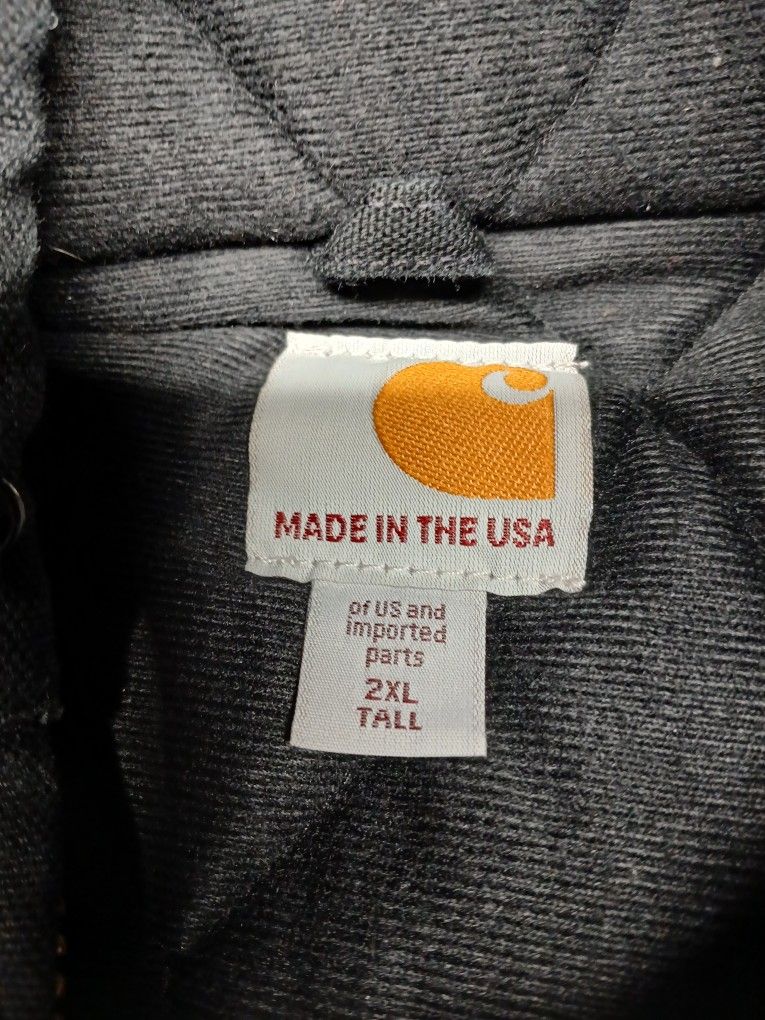 MADE IN THE USA
of US and
imported
parts
2XL
TALL